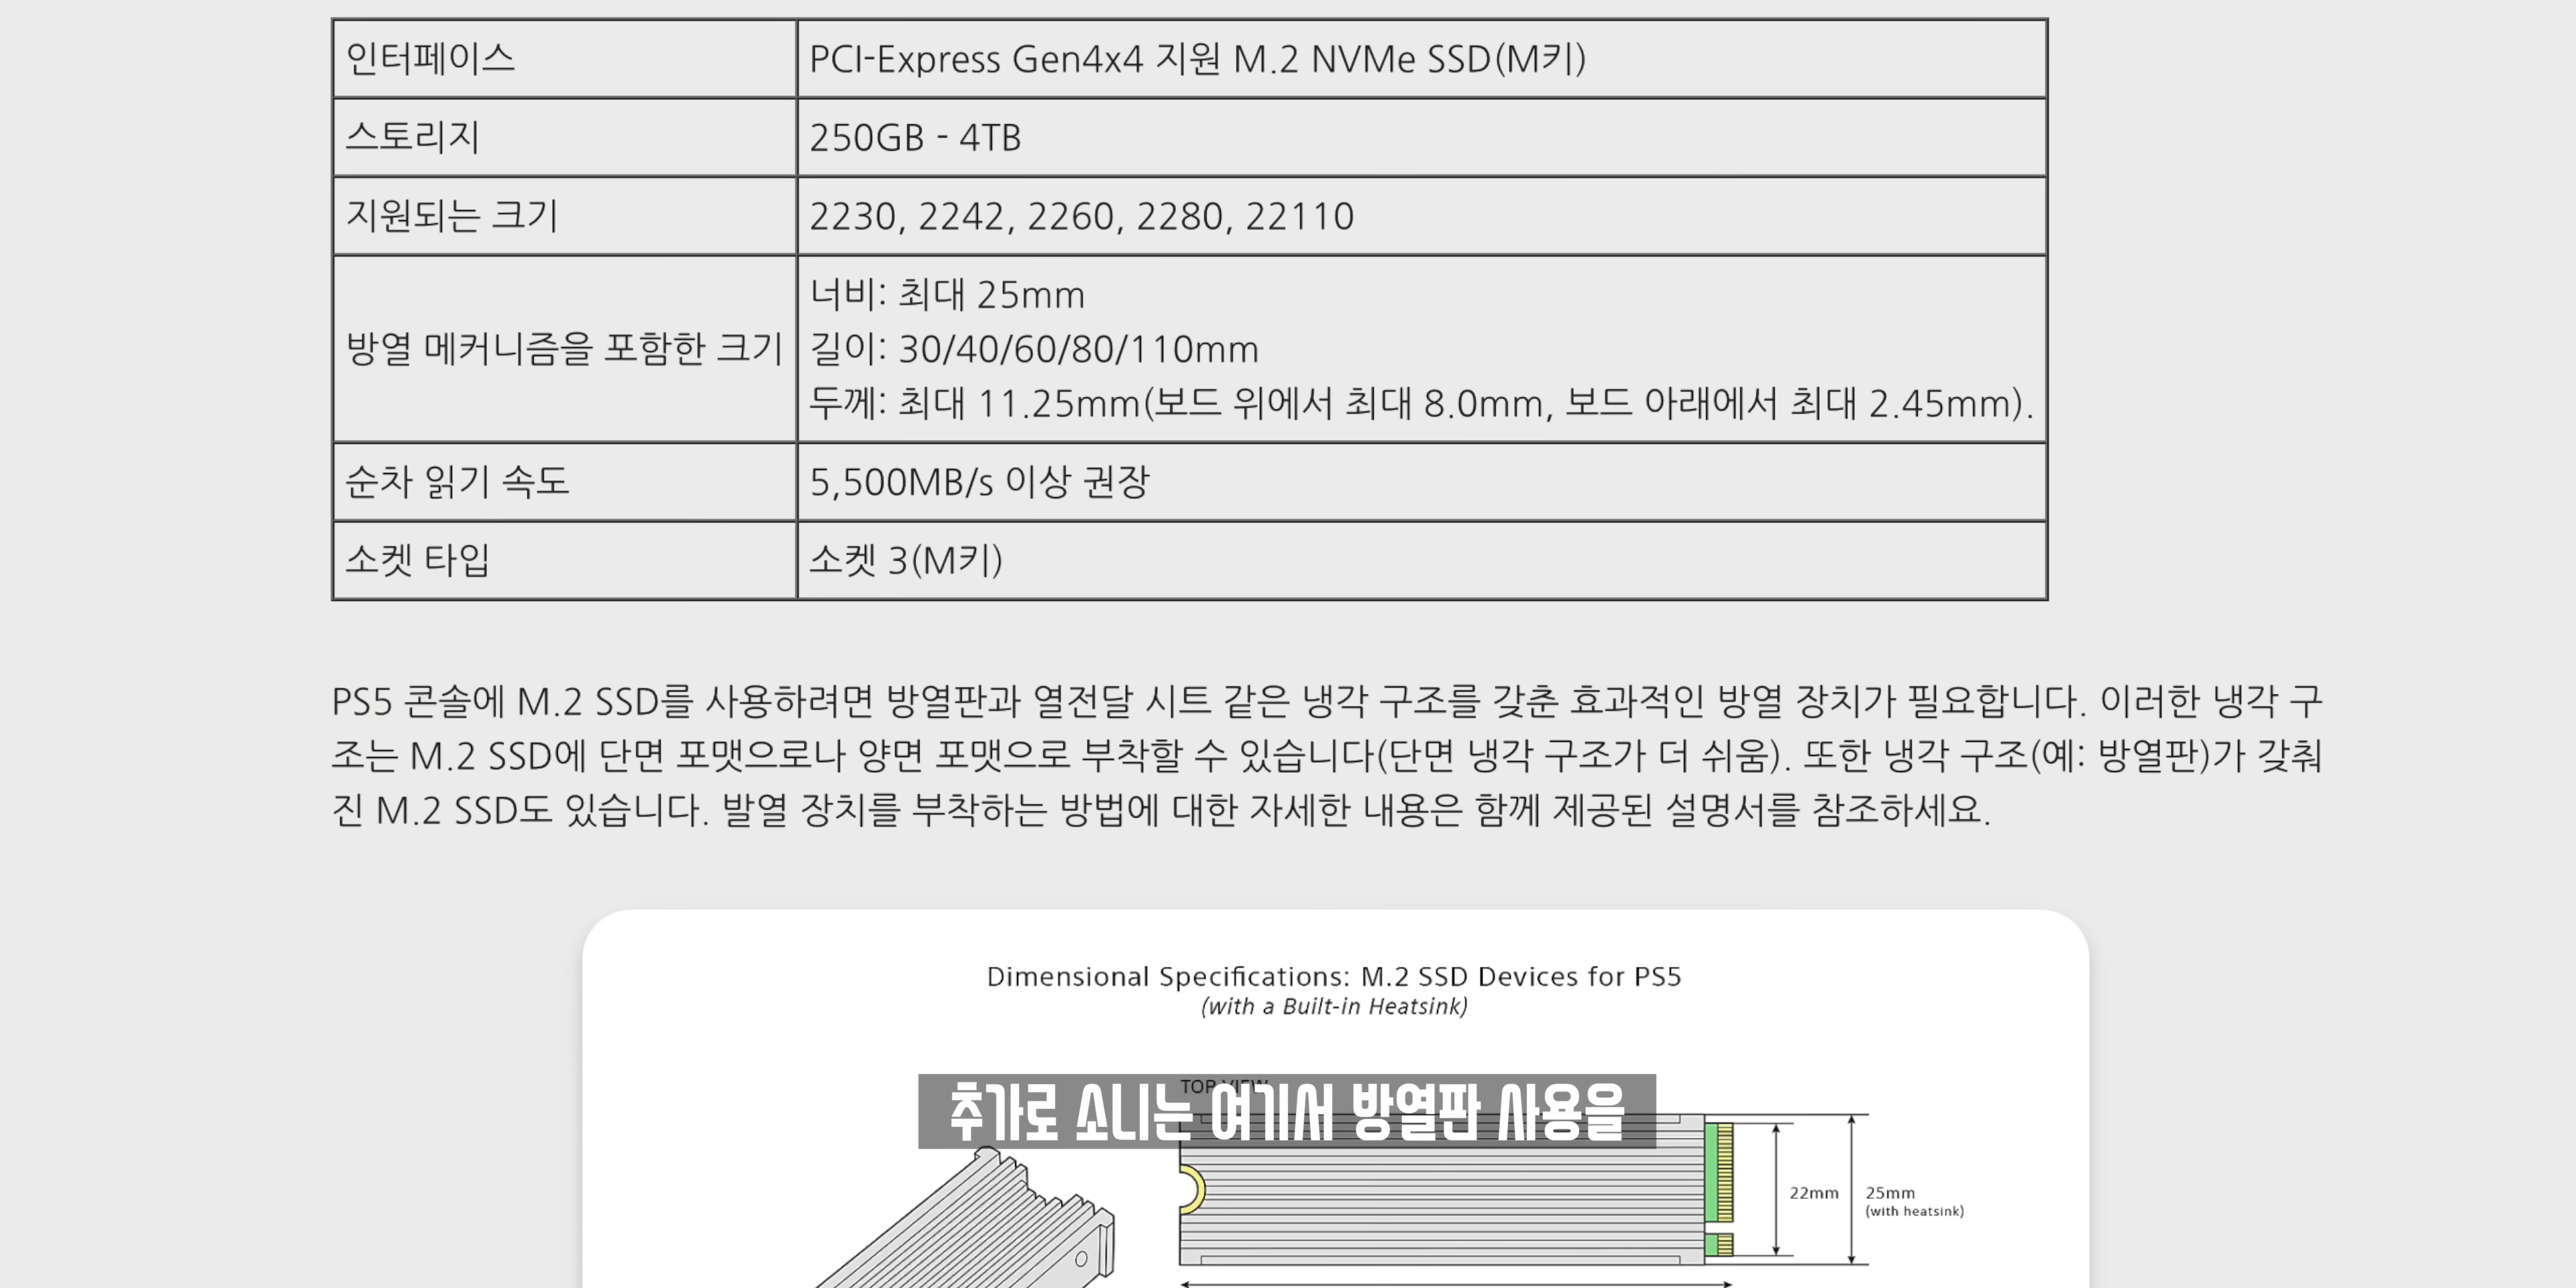 인터페이스 PCI-Express Gen4x4 지원 M.2 NVMe SSD(M키)
스토리지 250GB - 4TB
지원되는 크기 2230, 2242, 2260, 2280, 22110
방열 메커니즘을 포함한 크기
너비: 최대 25mm
길이: 30/40/60/80/110mm
두께: 최대 11.25mm(보드 위에서 최대 8.0mm, 보드 아래에서 최대 2.45mm).
순차 읽기 속도 5,500MB/s 이상 권장
소켓 타입 소켓 3(M키)
PS5 콘솔에 M.2 SSD를 사용하려면 방열판과 열전달 시트 같은 냉각 구조를 갖춘 효과적인 방열 장치가 필요합니다. 이러한 냉각 구
조는 M.2 SSD에 단면 포맷으로나 양면 포맷으로 부착할 수 있습니다(단면 냉각 구조가 더 쉬움). 또한 냉각 구조(예: 방열판)가 갖춰
진 M.2 SSD도 있습니다. 발열 장치를 부착하는 방법에 대한 자세한 내용은 함께 제공된 설명서를 참조하세요.
Dimensional Specifications: M.2 SSD Devices for PS5
(with a Built-in Heatsink)
TOP VIEW
추가로 소니는 여기서 방열판 사용을
22mm
25mm
(with heatsink)